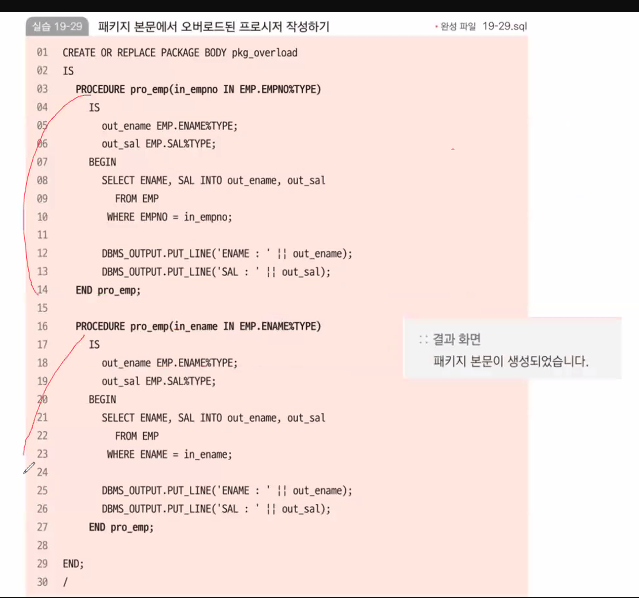 실습 19-29 패키지 본문에서 오버로드된 프로시저 작성하기 • 완성 파일 19-29.sql
01 CREATE OR REPLACE PACKAGE BODY pkg_overload
02 IS
03 PROCEDURE pro_emp(in_empno IN EMP.EMPNO%TYPE)
04 IS
05 out_ename EMP.ENAME%TYPE;
06 out_sal EMP.SAL%TYPE;
07 BEGIN
08 SELECT ENAME, SAL INTO out_ename, out_sal
09 FROM EMP
10 WHERE EMPNO = in_empno;
11
12 DBMS_OUTPUT.PUT_LINE('ENAME : ' || out_ename);
13 DBMS_OUTPUT.PUT_LINE('SAL : ' || out_sal);
14 END pro_emp;
15
16 PROCEDURE pro_emp(in_ename IN EMP.ENAME%TYPE)
17 IS
18 out_ename EMP.ENAME%TYPE;
19 out_sal EMP.SAL%TYPE;
20 BEGIN
21 SELECT ENAME, SAL INTO out_ename, out_sal
22 FROM EMP
23 WHERE ENAME = in_ename;
24
25 DBMS_OUTPUT.PUT_LINE('ENAME : ' || out_ename);
26 DBMS_OUTPUT.PUT_LINE('SAL : ' || out_sal);
27 END pro_emp;
28
29 END;
30 /
:: 결과 화면
패키지 본문이 생성되었습니다.